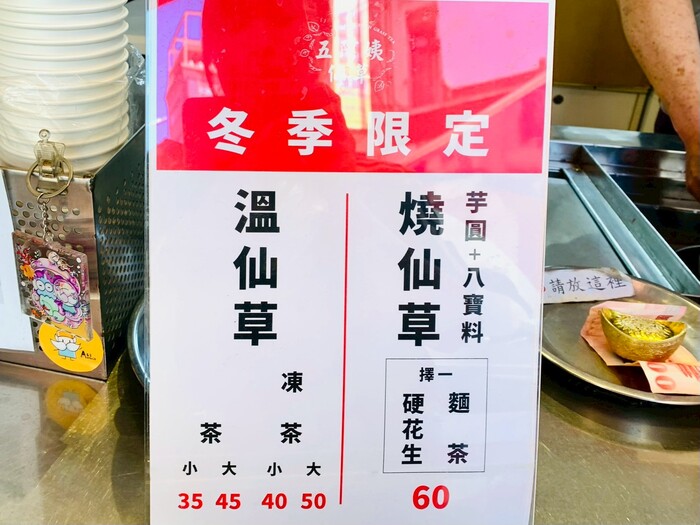 冬季限定
燒仙草
芋圓+八寶料
擇一
麵茶
硬花生
60
溫仙草
凍茶
茶
小 大 小 大
35 45 40 50
請放這裡